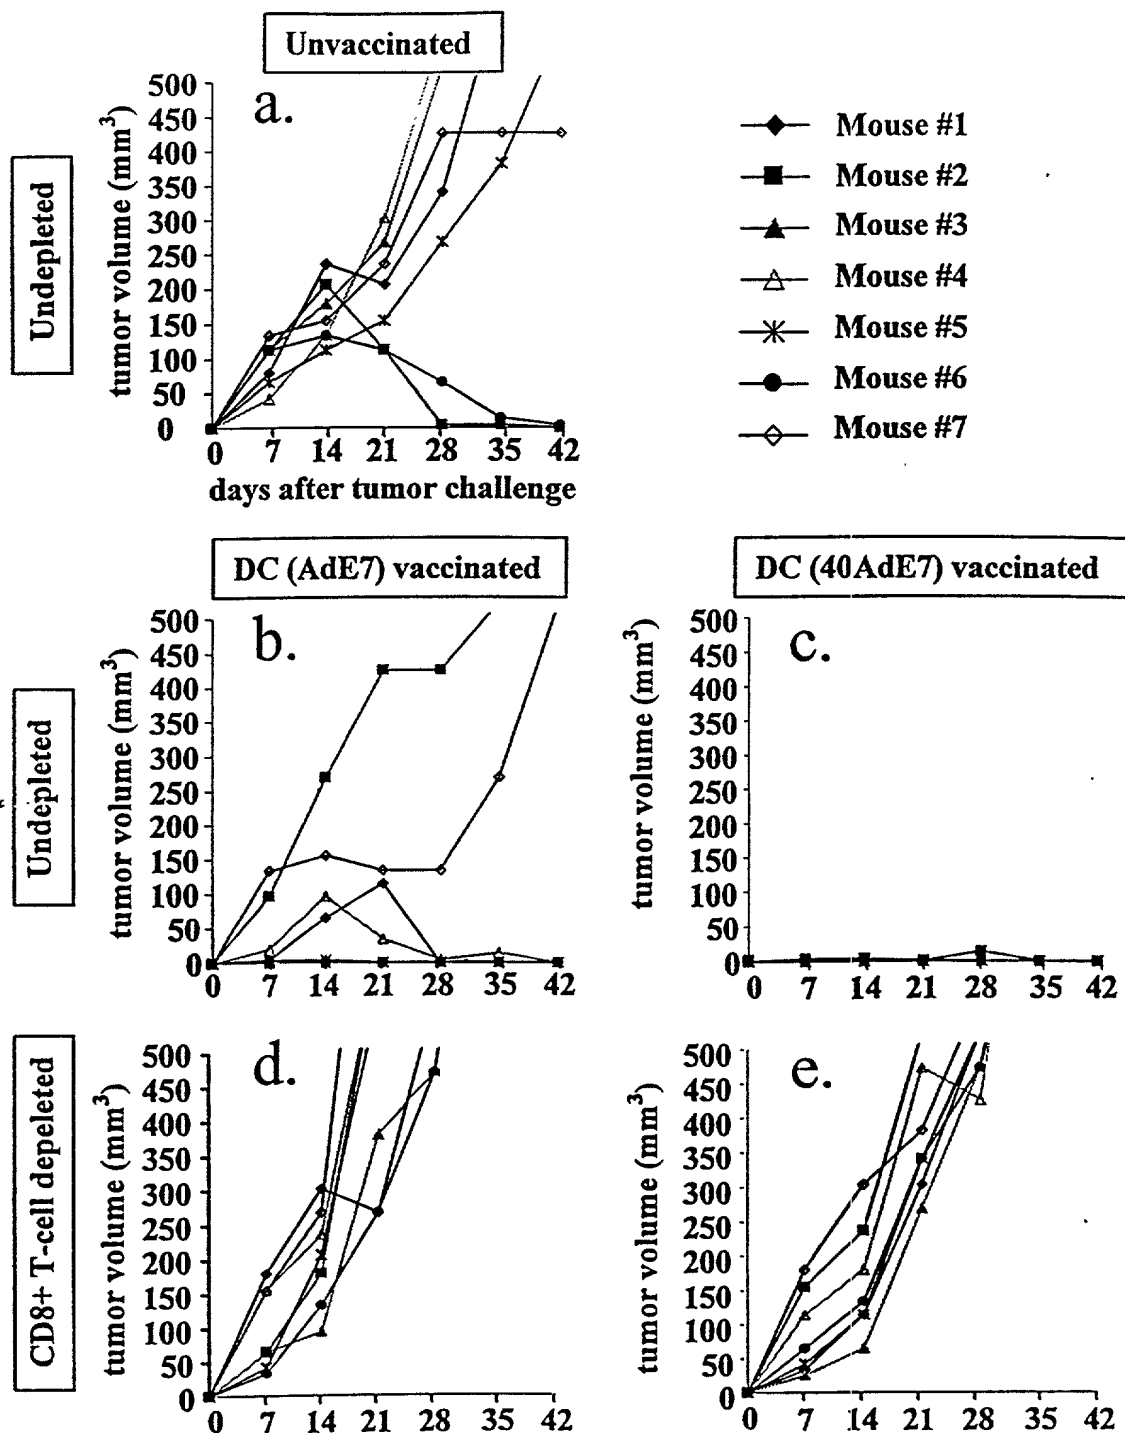 Unvaccinated
Undepleted
tumor volume (mm3)
500
450
400
350
300
250
200
150
100
50
0
a.
0 7 14 21 28 35 42
days after tumor challenge
Mouse #1
Mouse #2
Mouse #3
Mouse #4
Mouse #5
Mouse #6
Mouse #7
DC (AdE7) vaccinated
Undepleted
tumor volume (mm3)
500
450
400
350
300
250
200
150
100
50
0
b.
0 7 14 21 28 35 42
DC (40AdE7) vaccinated
tumor volume (mm3)
500
450
400
350
300
250
200
150
100
50
0
c.
0 7 14 21 28 35 42
CD8+ T-cell depeleted
tumor volume (mm3)
500
450
400
350
300
250
200
150
100
50
0
d.
0 7 14 21 28 35 42
tumor volume (mm3)
500
450
400
350
300
250
200
150
100
50
0
e.
0 7 14 21 28 35 42